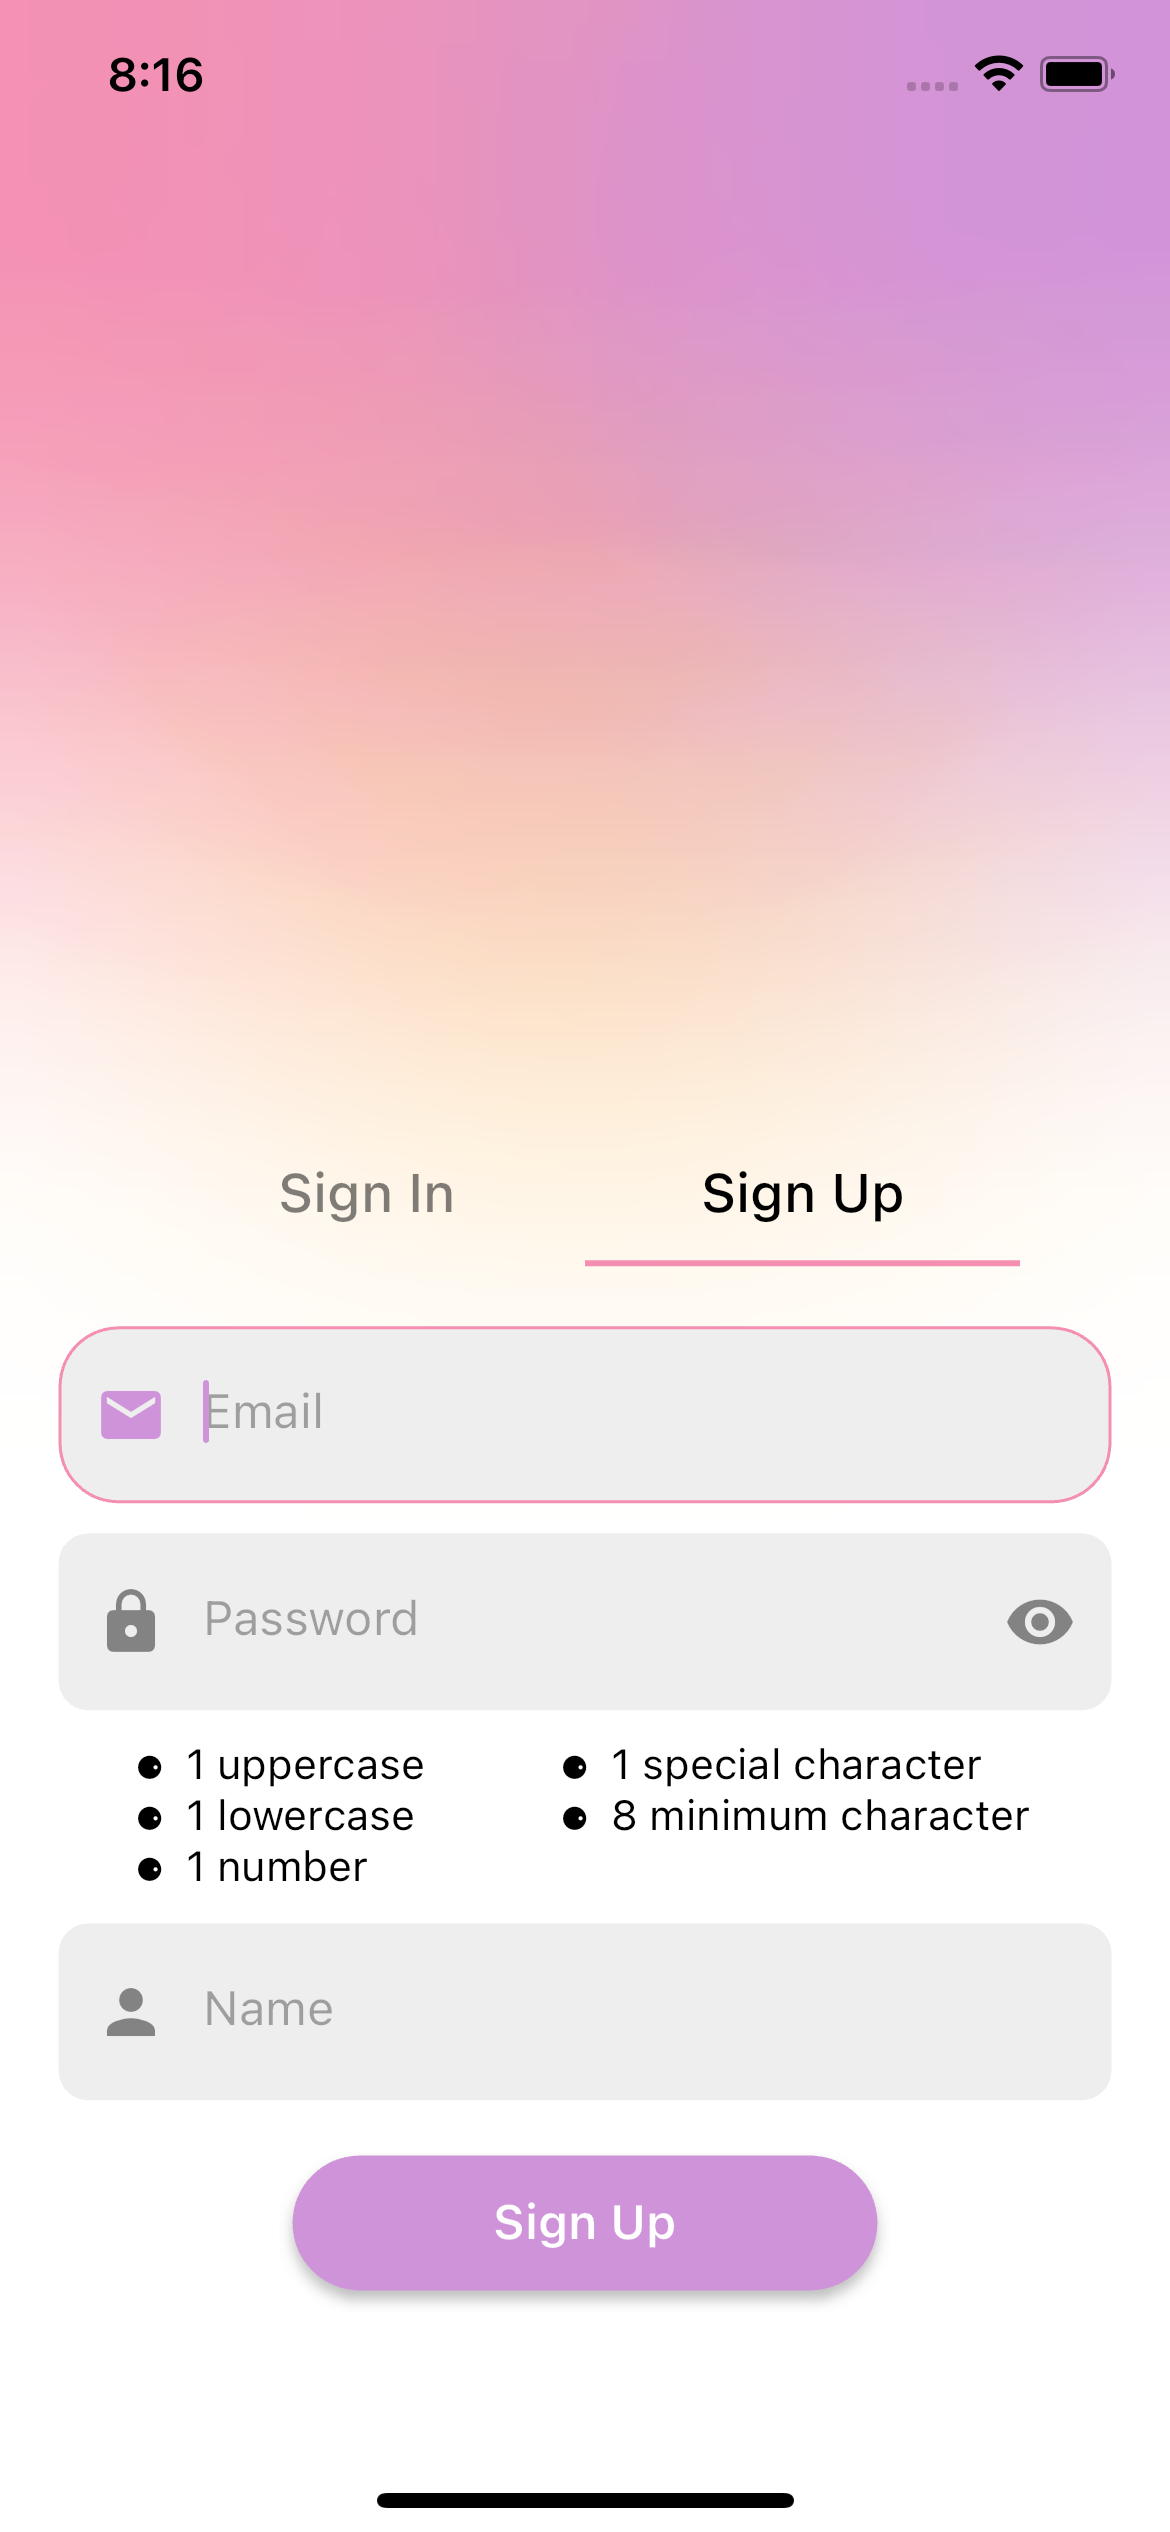 8:16
Sign In Sign Up
Email
Password
1 uppercase 1 special character
1 lowercase 8 minimum character
1 number
Name
Sign Up